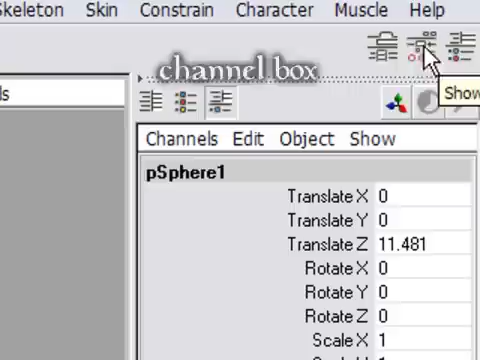 Skeleton Skin Constrain Character Muscle Help
channel box
ls
Show
Channels Edit Object Show
pSphere1
Translate X 0
Translate Y 0
Translate Z 11.481
Rotate X 0
Rotate Y 0
Rotate Z 0
Scale X 1